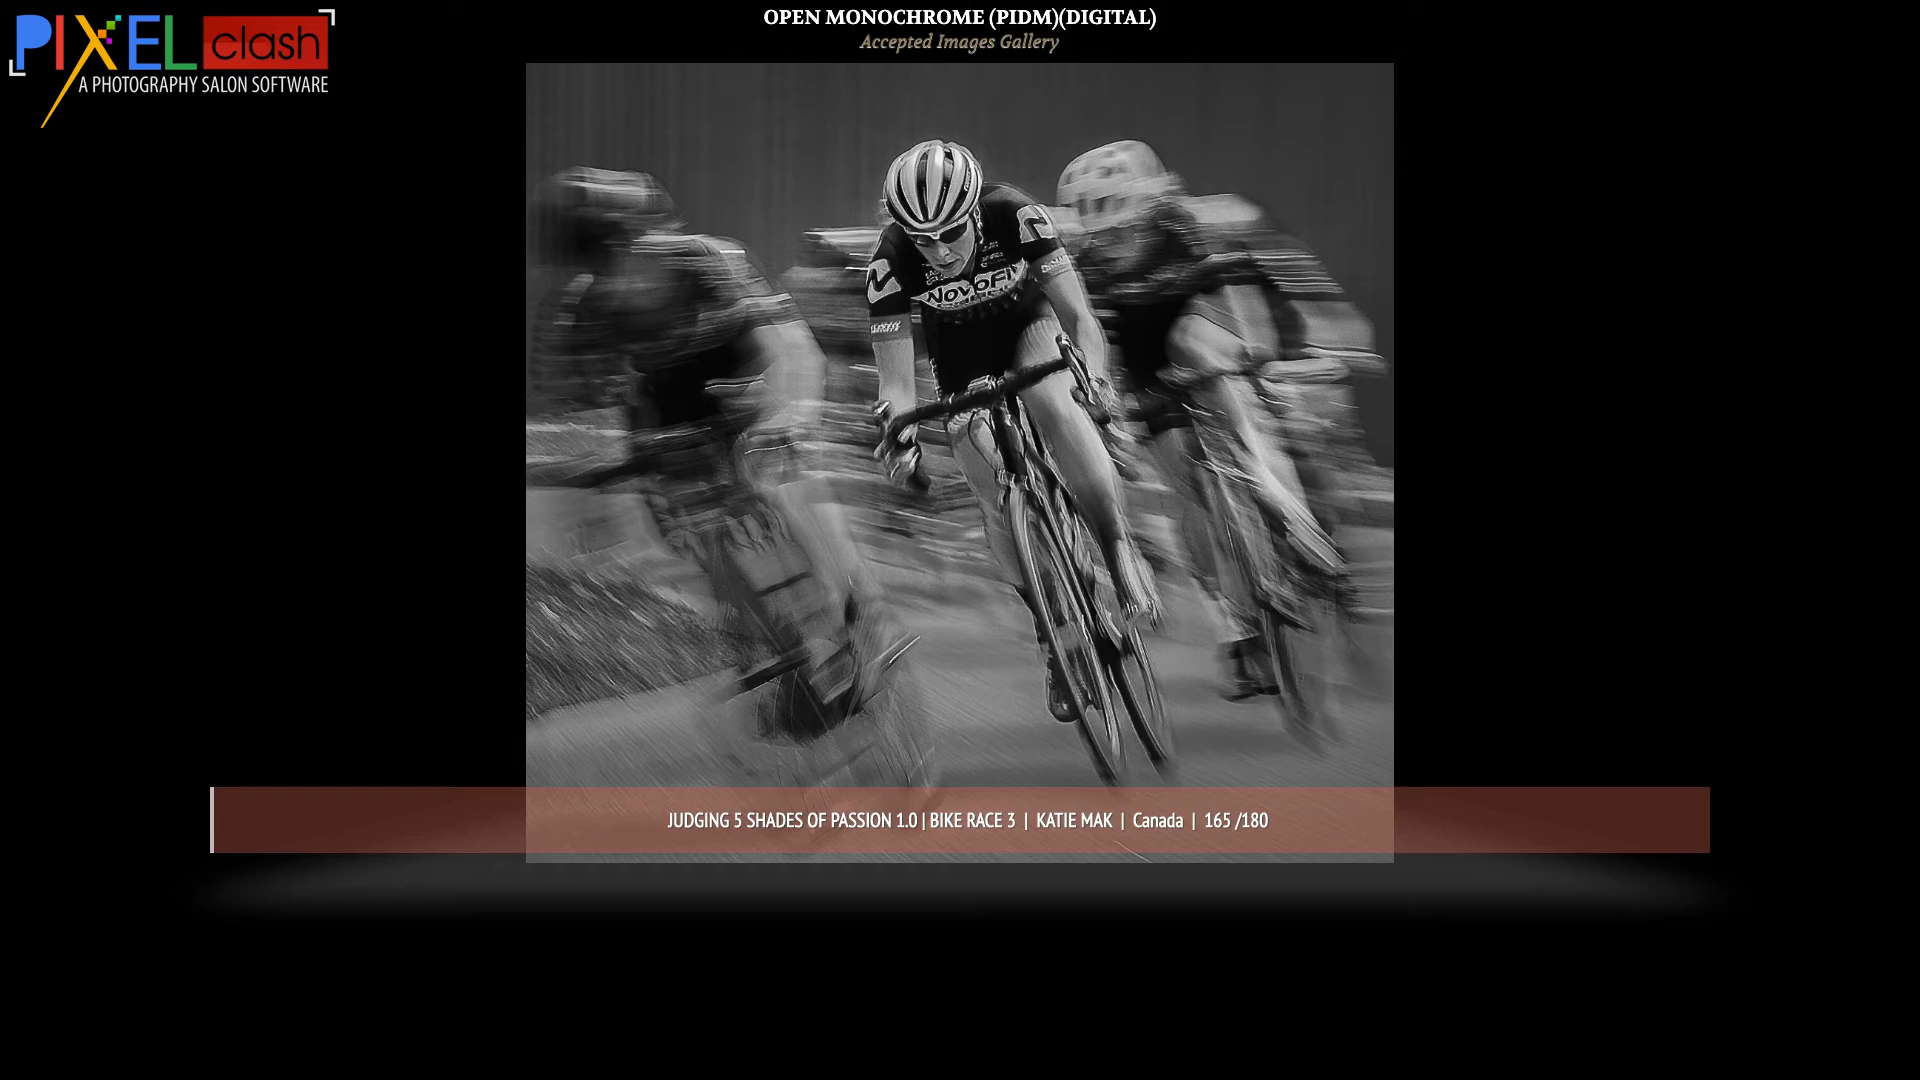 PIXEL clash
A PHOTOGRAPHY SALON SOFTWARE
OPEN MONOCHROME (PIDM)(DIGITAL)
Accepted Images Gallery
NOVOFIT
JUDGING 5 SHADES OF PASSION 1.0 | BIKE RACE 3 | KATIE MAK | Canada | 165 /180